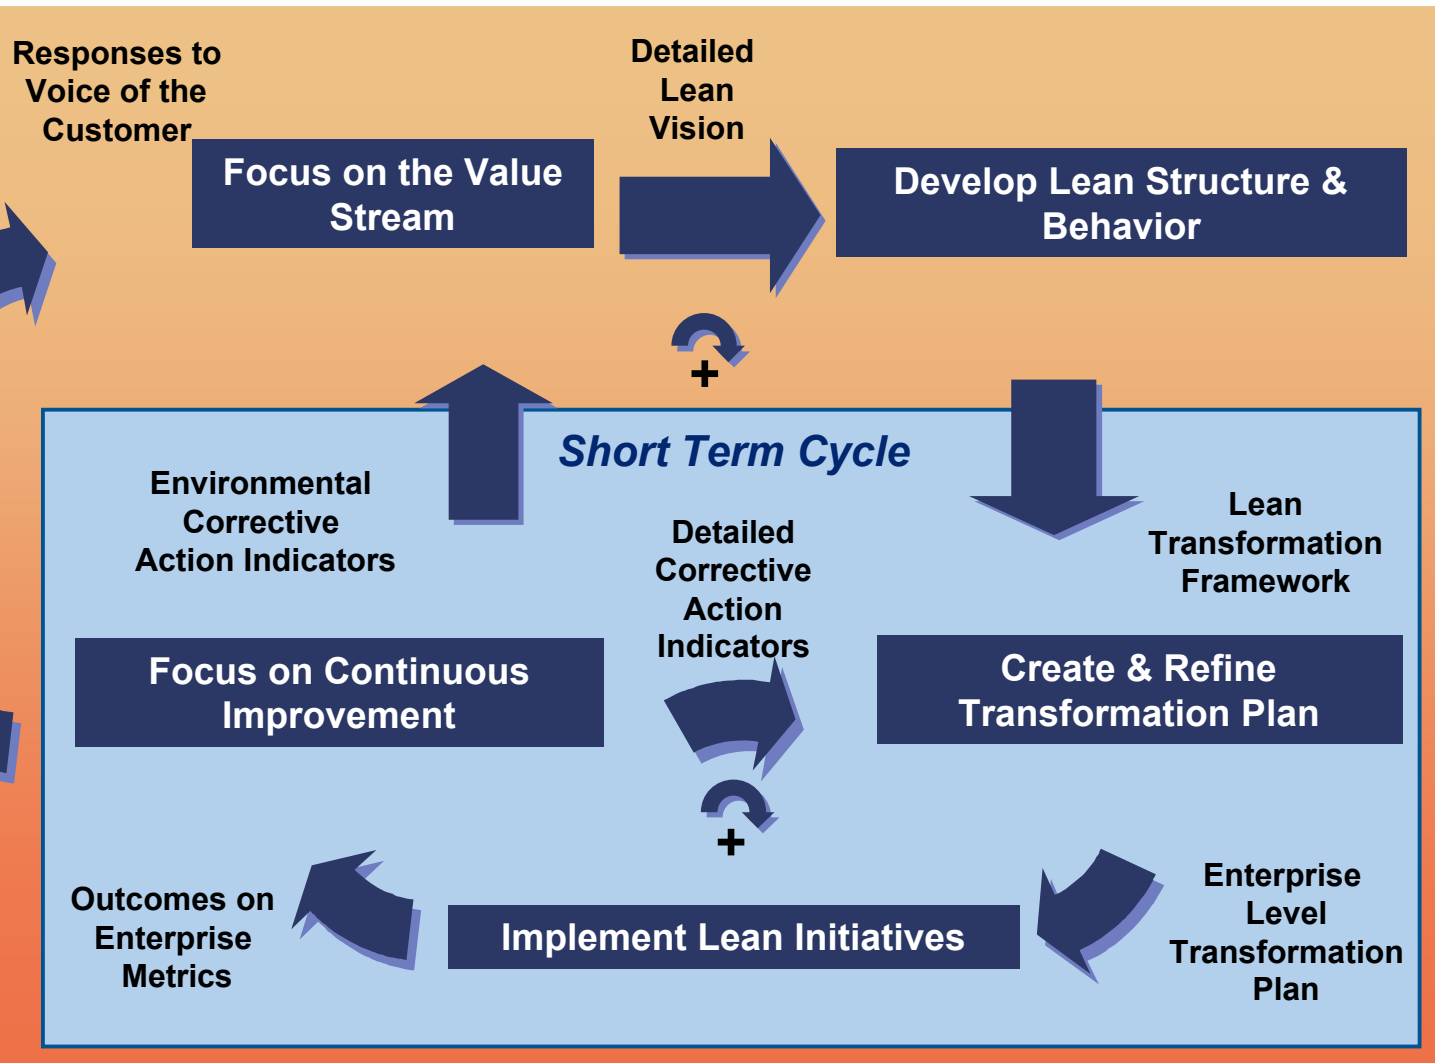 Responses to
Voice of the
Customer
Detailed
Lean
Vision
Focus on the Value
Stream
Develop Lean Structure &
Behavior
+
Short Term Cycle
Environmental
Corrective
Action Indicators
Detailed
Corrective
Action
Indicators
Lean
Transformation
Framework
Focus on Continuous
Improvement
Create & Refine
Transformation Plan
+
Outcomes on
Enterprise
Metrics
Implement Lean Initiatives
Enterprise
Level
Transformation
Plan